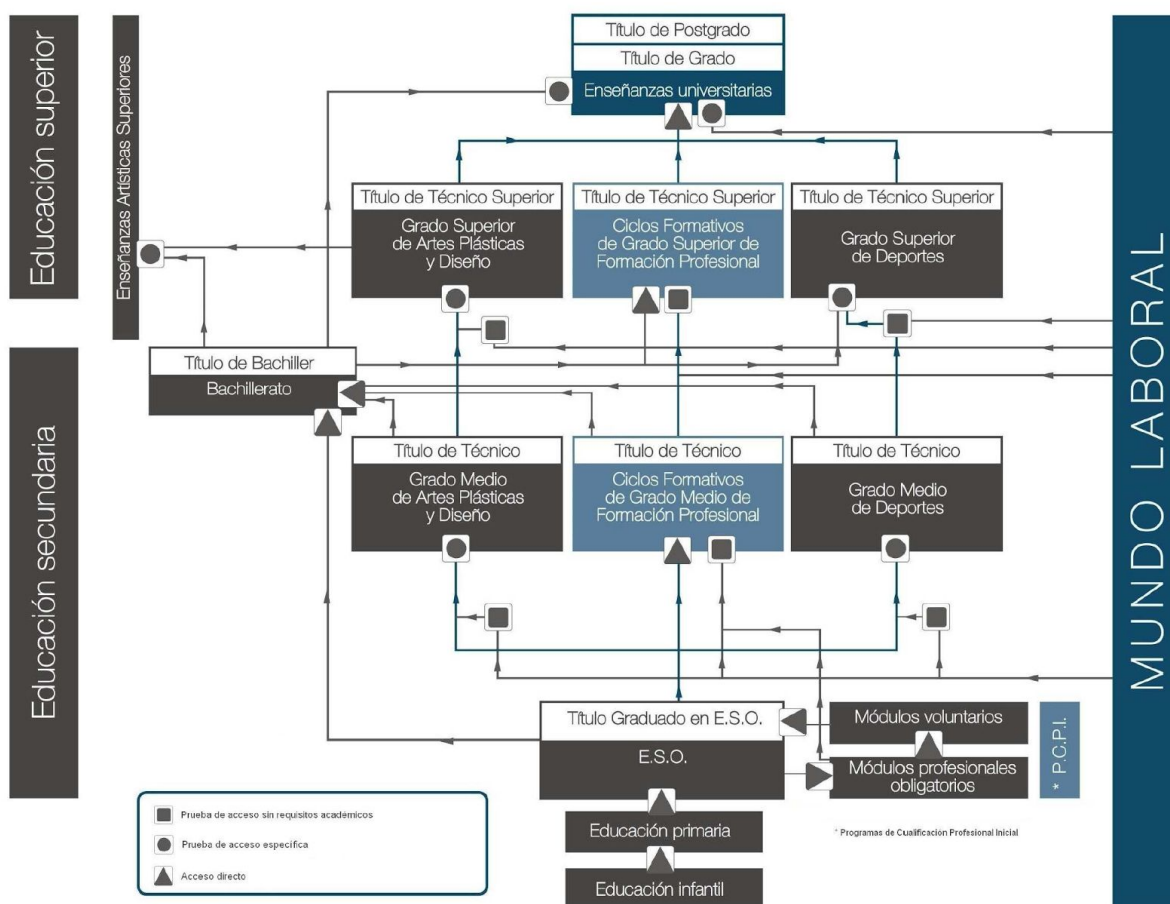 Educación superior
Enseñanzas Artísticas Superiores
Título de Postgrado
Título de Grado
Enseñanzas universitarias
Título de Técnico Superior
Grado Superior
de Artes Plásticas
y Diseño
Título de Técnico Superior
Ciclos Formativos
de Grado Superior de
Formación Profesional
Título de Técnico Superior
Grado Superior
de Deportes
MUNDO LABORAL
Educación secundaria
Título de Bachiller
Bachillerato
Título de Técnico
Grado Medio
de Artes Plásticas
y Diseño
Título de Técnico
Ciclos Formativos
de Grado Medio de
Formación Profesional
Título de Técnico
Grado Medio
de Deportes
Título Graduado en E.S.O.
E.S.O.
Módulos voluntarios
Módulos profesionales
obligatorios
* P.C.P.I.
Educación primaria
Educación infantil
* Programas de Cualificación Profesional Inicial
Prueba de acceso sin requisitos académicos
Prueba de acceso específica
Acceso directo